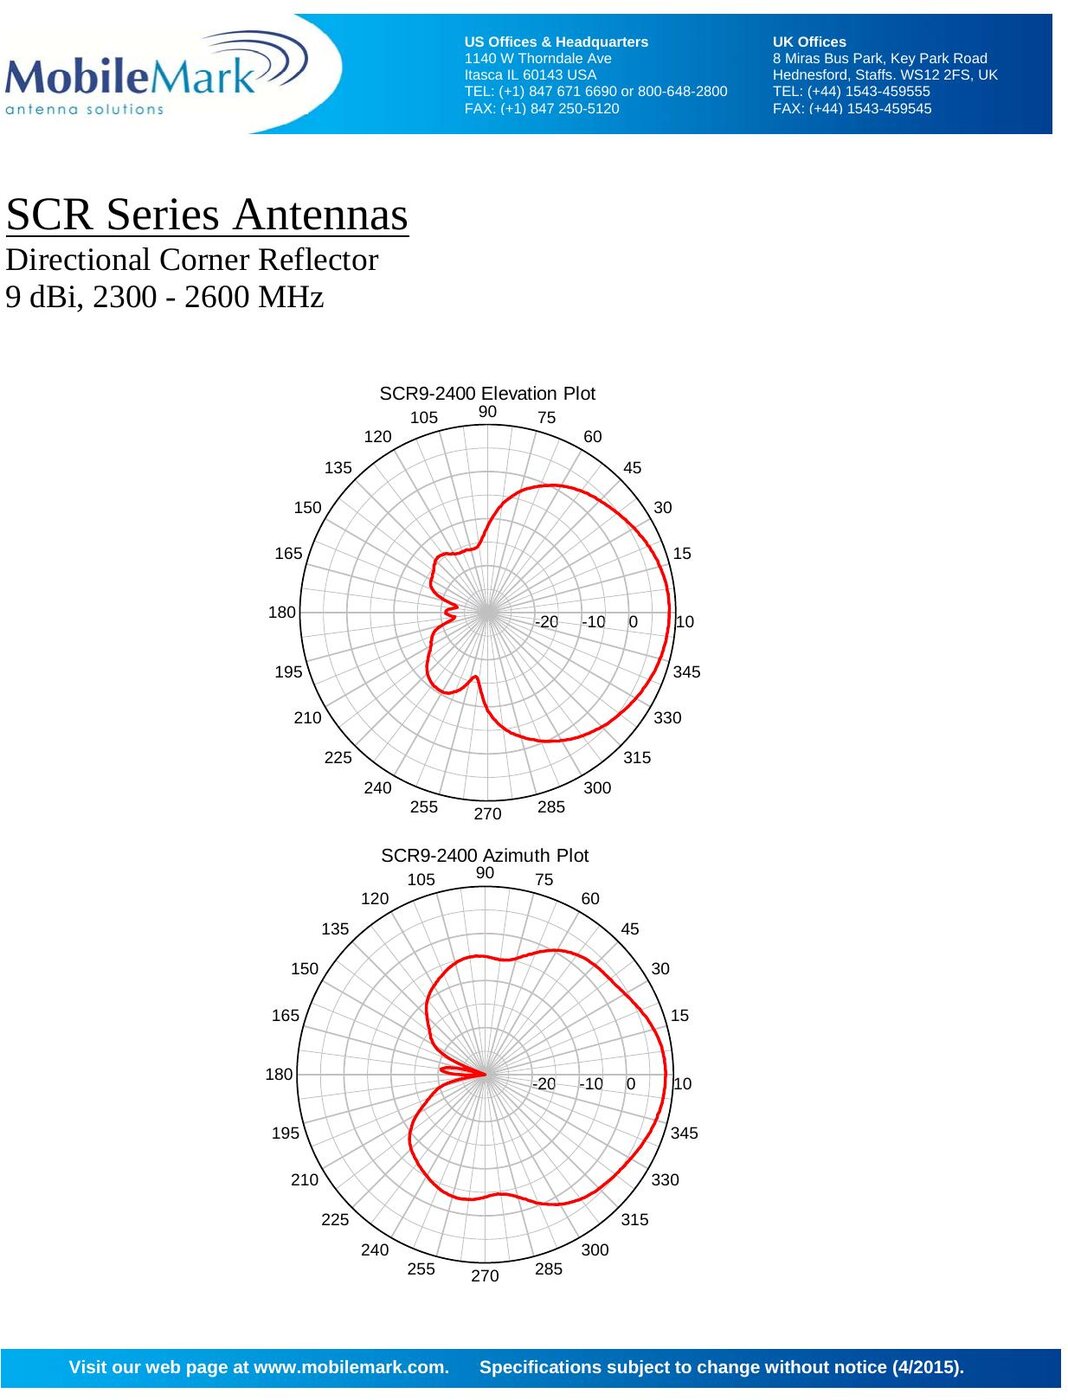 MobileMark
antenna solutions
US Offices & Headquarters
1140 W Thorndale Ave
Itasca IL 60143 USA
TEL: (+1) 847 671 6690 or 800-648-2800
FAX: (+1) 847 250-5120
UK Offices
8 Miras Bus Park, Key Park Road
Hednesford, Staffs. WS12 2FS, UK
TEL: (+44) 1543-459555
FAX: (+44) 1543-459545
SCR Series Antennas
Directional Corner Reflector
9 dBi, 2300 - 2600 MHz
SCR9-2400 Elevation Plot
90
105 75
120 60
135 45
150 30
165 15
180 -20 -10 0 10
195 345
210 330
225 315
240 300
255 285
270
SCR9-2400 Azimuth Plot
90
105 75
120 60
135 45
150 30
165 15
180 -20 -10 0 10
195 345
210 330
225 315
240 300
255 285
270
Visit our web page at www.mobilemark.com. Specifications subject to change without notice (4/2015).